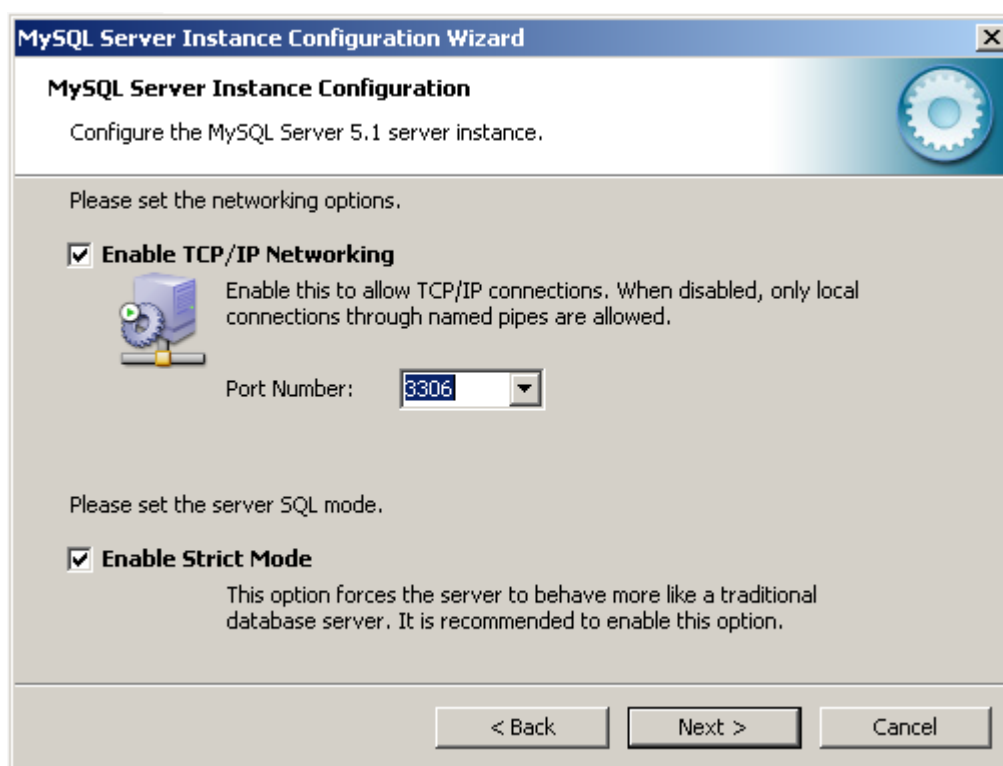 MySQL Server Instance Configuration Wizard
MySQL Server Instance Configuration
Configure the MySQL Server 5.1 server instance.
Please set the networking options.
Enable TCP/IP Networking
Enable this to allow TCP/IP connections. When disabled, only local
connections through named pipes are allowed.
Port Number: 3306
Please set the server SQL mode.
Enable Strict Mode
This option forces the server to behave more like a traditional
database server. It is recommended to enable this option.
< Back Next > Cancel